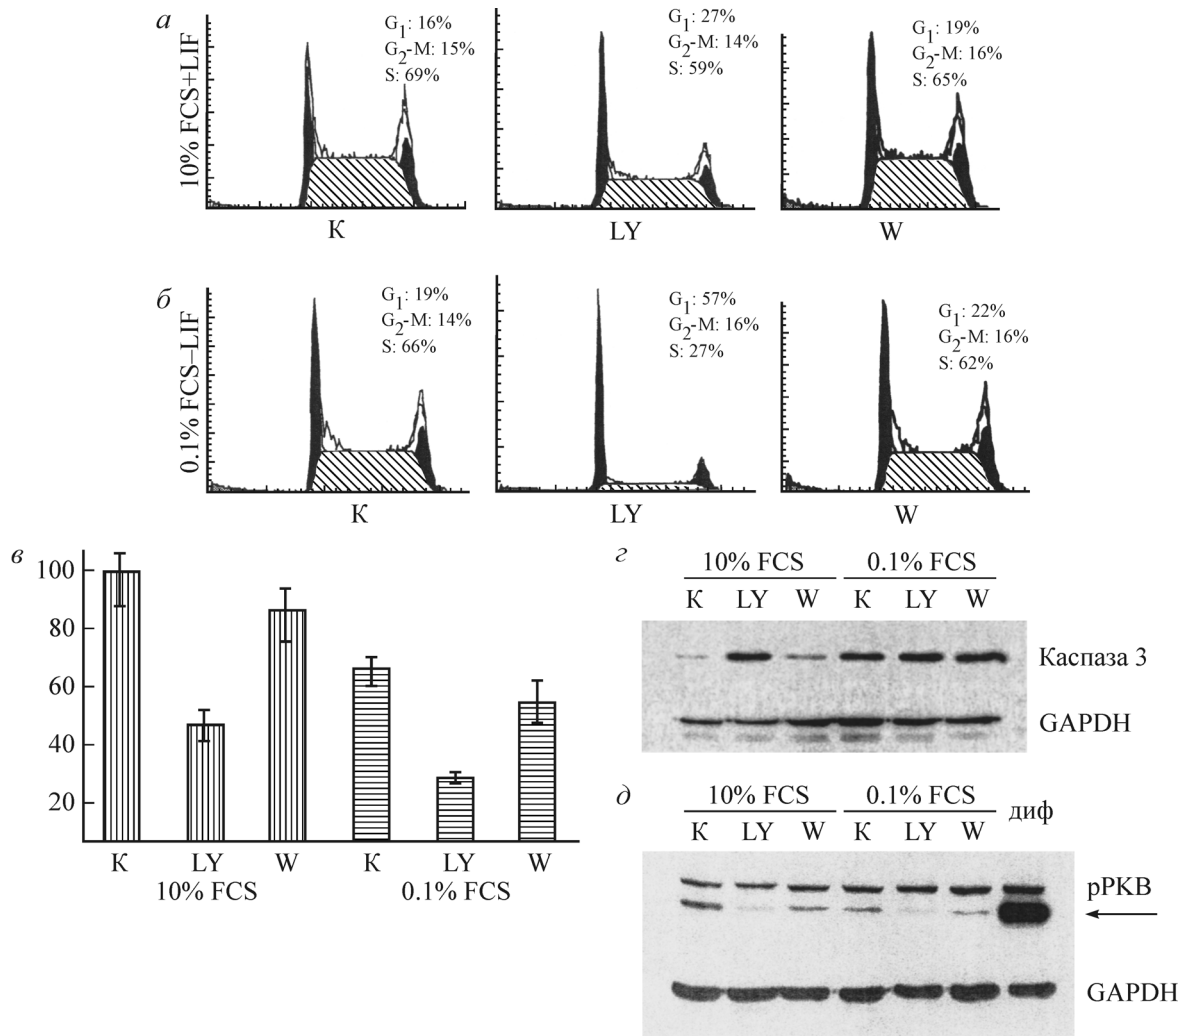 а
10% FCS+LIF
G1: 16%
G2-M: 15%
S: 69%
К
G1: 27%
G2-M: 14%
S: 59%
LY
G1: 19%
G2-M: 16%
S: 65%
W
б
0.1% FCS–LIF
G1: 19%
G2-M: 14%
S: 66%
К
G1: 57%
G2-M: 16%
S: 27%
LY
G1: 22%
G2-M: 16%
S: 62%
W
в
100
80
60
40
20
К LY W К LY W
10% FCS 0.1% FCS
г
10% FCS 0.1% FCS
К LY W К LY W
Каспаза 3
GAPDH
д
10% FCS 0.1% FCS
К LY W К LY W диф
pPKB
GAPDH